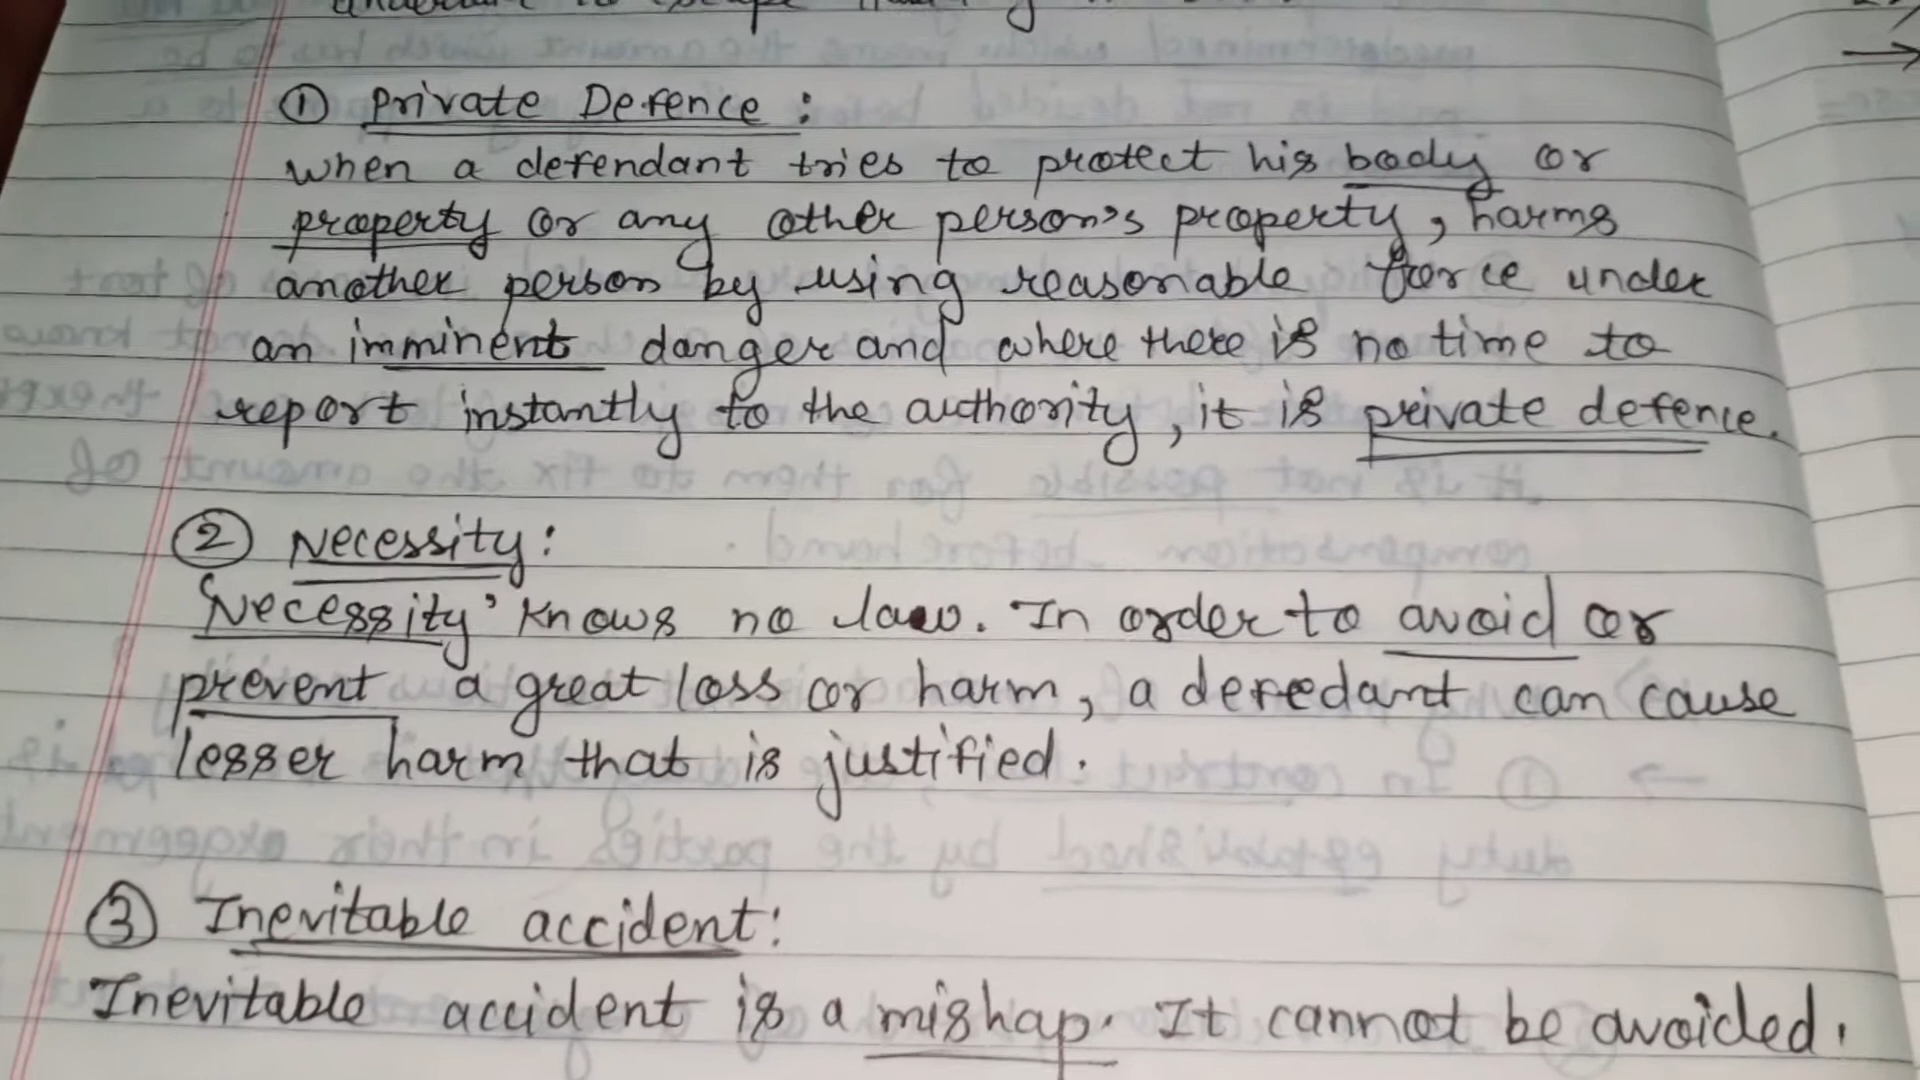 ① Private Defence :
when a defendant tries to protect his body or
property or any other person's property, harms
another person by using reasonable force under
an imminent danger and where there is no time to
report instantly to the authority, it is private defence.
② Necessity :
'Necessity' knows no law. In order to avoid or
prevent a great loss or harm, a defedant can cause
lesser harm that is justified.
③ Inevitable accident :
Inevitable accident is a mishap. It cannot be avoided.